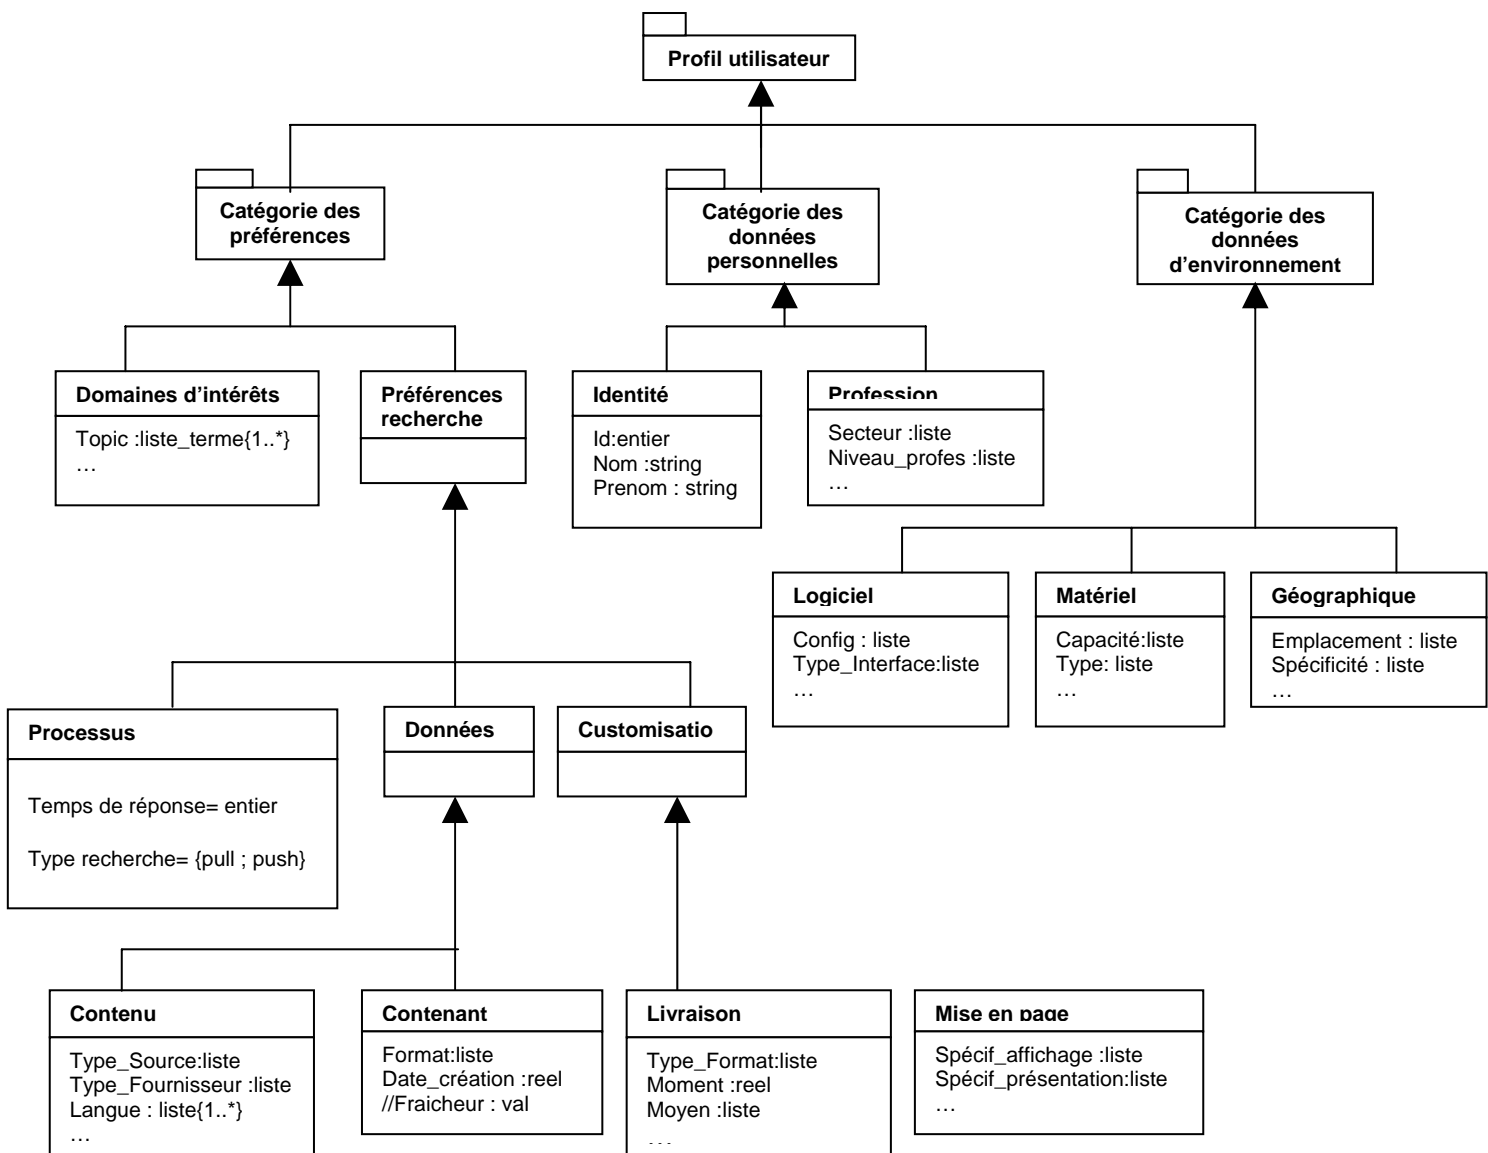 Profil utilisateur
Catégorie des
préférences
Catégorie des
données
personnelles
Catégorie des
données
d’environnement
Domaines d’intérêts
Topic :liste_terme{1..*}
…
Préférences
recherche
Identité
Id:entier
Nom :string
Prenom : string
Profession
Secteur :liste
Niveau_profes :liste
…
Logiciel
Config : liste
Type_Interface:liste
…
Matériel
Capacité:liste
Type: liste
…
Géographique
Emplacement : liste
Spécificité : liste
…
Processus
Temps de réponse= entier
Type recherche= {pull ; push}
Données
Customisatio
Contenu
Type_Source:liste
Type_Fournisseur :liste
Langue : liste{1..*}
…
Contenant
Format:liste
Date_création :reel
//Fraicheur : val
Livraison
Type_Format:liste
Moment :reel
Moyen :liste
…
Mise en page
Spécif_affichage :liste
Spécif_présentation:liste
…